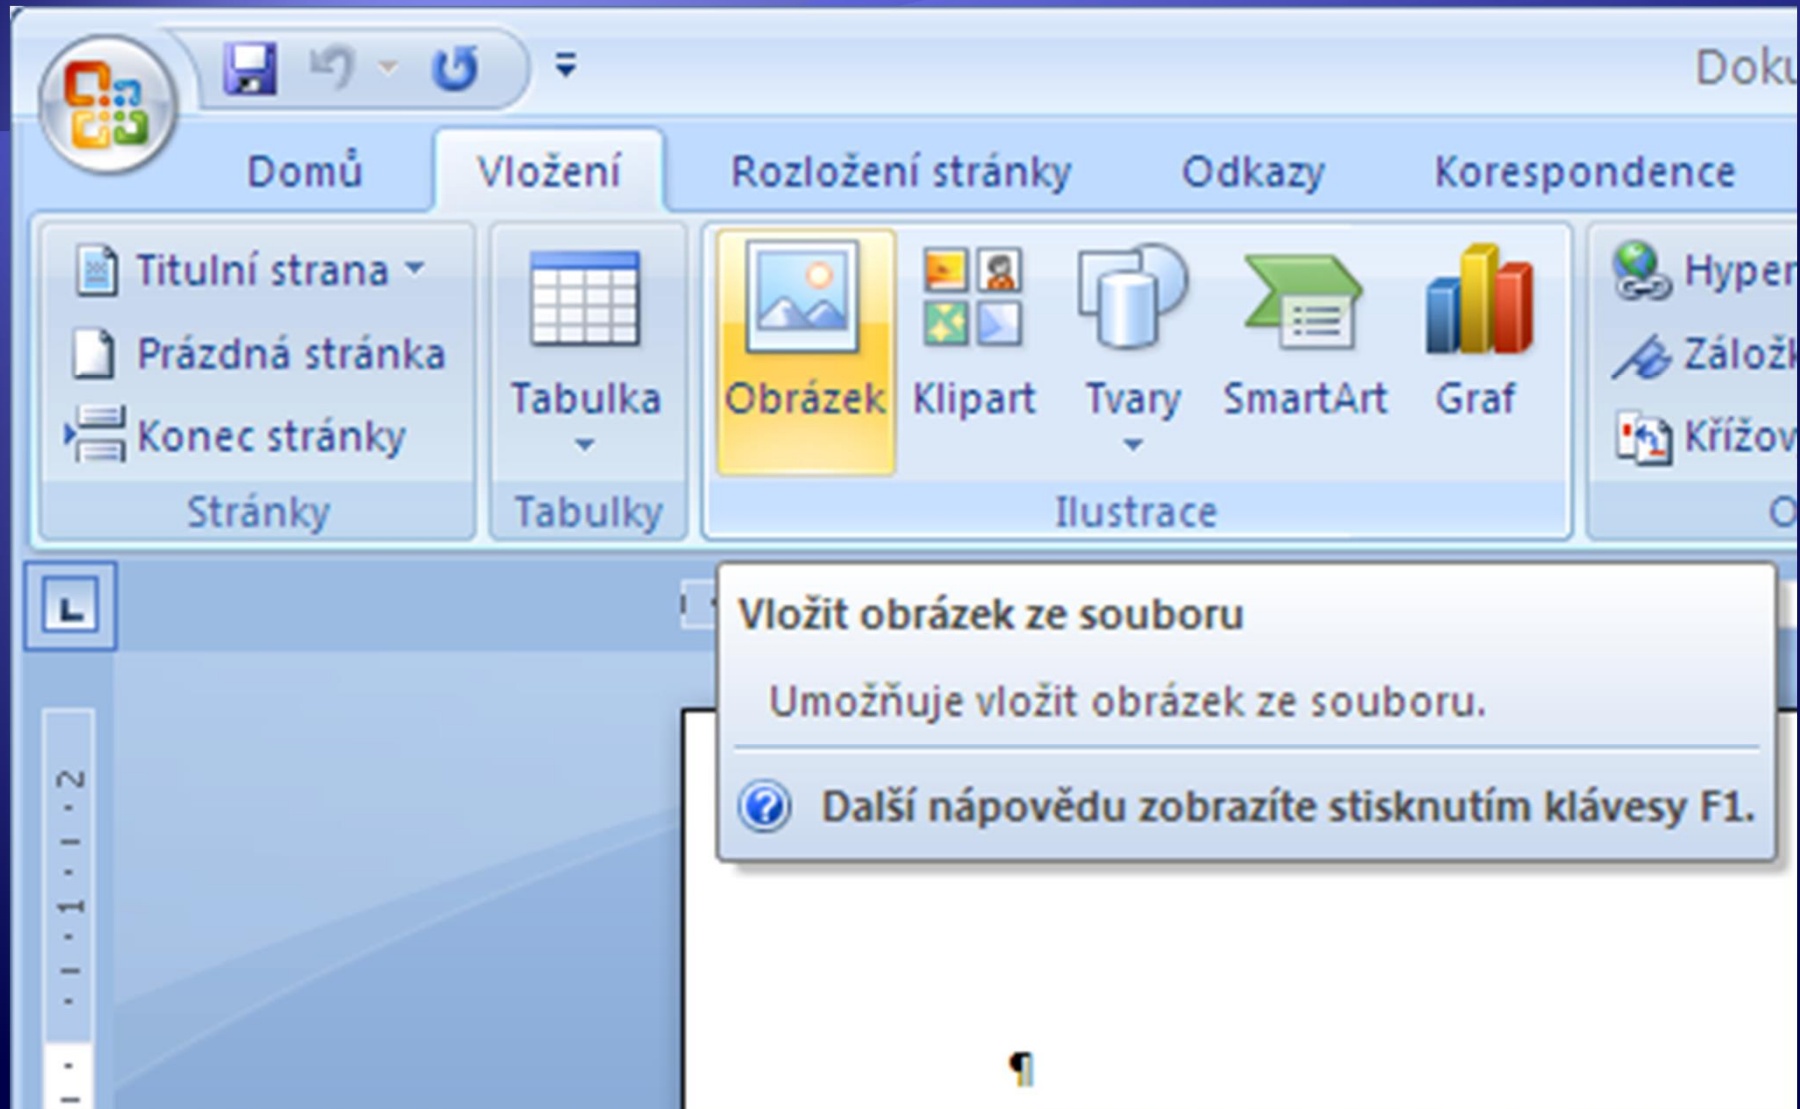 Doku
Domů Vložení Rozložení stránky Odkazy Korespondence
Titulní strana
Prázdná stránka
Konec stránky
Stránky
Tabulka
Tabulky
Obrázek Klipart Tvary SmartArt Graf
Ilustrace
Hyper
Zálož
Křížov
O
L
Vložit obrázek ze souboru
Umožňuje vložit obrázek ze souboru.
Další nápovědu zobrazíte stisknutím klávesy F1.
2
1
¶